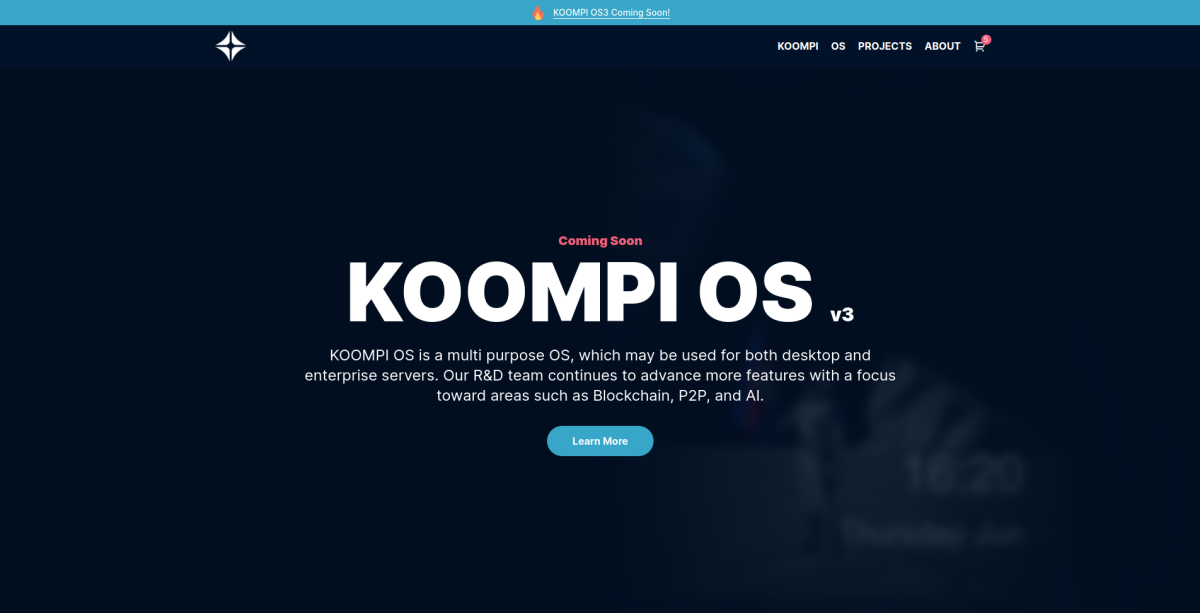 KOOMPI OS3 Coming Soon!
KOOMPI OS PROJECTS ABOUT 5
Coming Soon
KOOMPI OS v3
KOOMPI OS is a multi purpose OS, which may be used for both desktop and
enterprise servers. Our R&D team continues to advance more features with a focus
toward areas such as Blockchain, P2P, and AI.
Learn More
16:20
Thursday Jun